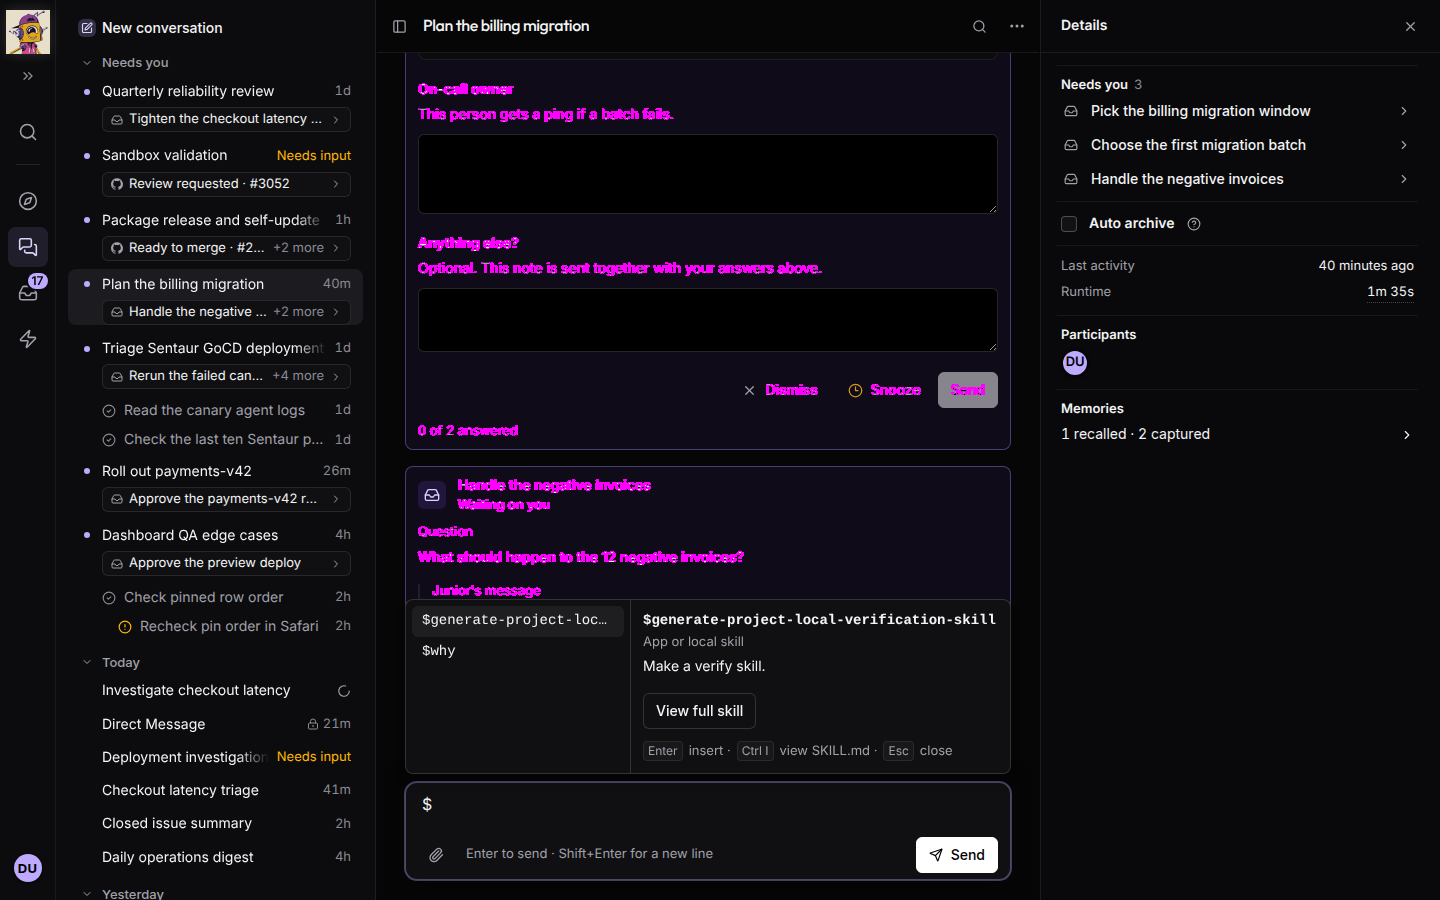 New conversation
Needs you
Quarterly reliability review 1d
Tighten the checkout latency ...
Sandbox validation Needs input
Review requested · #3052
Package release and self-update 1h
Ready to merge · #2... +2 more
Plan the billing migration 40m
Handle the negative ... +2 more
Triage Sentaur GoCD deployment 1d
Rerun the failed can... +4 more
Read the canary agent logs 1d
Check the last ten Sentaur p... 1d
Roll out payments-v42 26m
Approve the payments-v42 r...
Dashboard QA edge cases 4h
Approve the preview deploy
Check pinned row order 2h
Recheck pin order in Safari 2h
Today
Investigate checkout latency
Direct Message 21m
Deployment investigation Needs input
Checkout latency triage 41m
Closed issue summary 2h
Daily operations digest 4h
Yesterday
17
DU
Plan the billing migration
On-call owner
This person gets a ping if a batch fails.
Anything else?
Optional. This note is sent together with your answers above.
Dismiss Snooze Send
0 of 2 answered
Handle the negative invoices
Waiting on you
Question
What should happen to the 12 negative invoices?
Junior's message
$generate-project-loc...
$why
$generate-project-local-verification-skill
App or local skill
Make a verify skill.
View full skill
Enter insert · Ctrl I view SKILL.md · Esc close
$
Enter to send · Shift+Enter for a new line
Send
Details
Needs you 3
Pick the billing migration window
Choose the first migration batch
Handle the negative invoices
Auto archive
Last activity 40 minutes ago
Runtime 1m 35s
Participants
DU
Memories
1 recalled · 2 captured